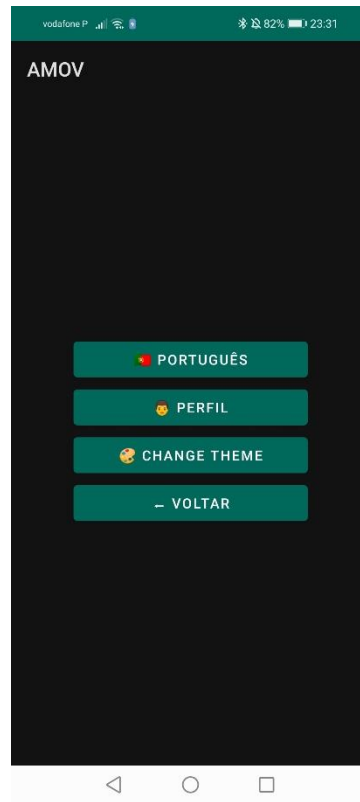 vodafone P 82% 23:31
AMOV
PORTUGUÊS
PERFIL
CHANGE THEME
← VOLTAR